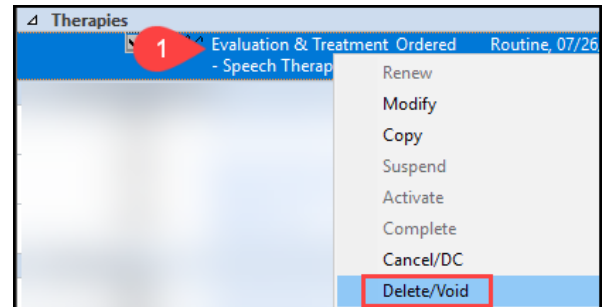 Therapies
1
Evaluation & Treatment Ordered Routine, 07/26
- Speech Therap
Renew
Modify
Copy
Suspend
Activate
Complete
Cancel/DC
Delete/Void